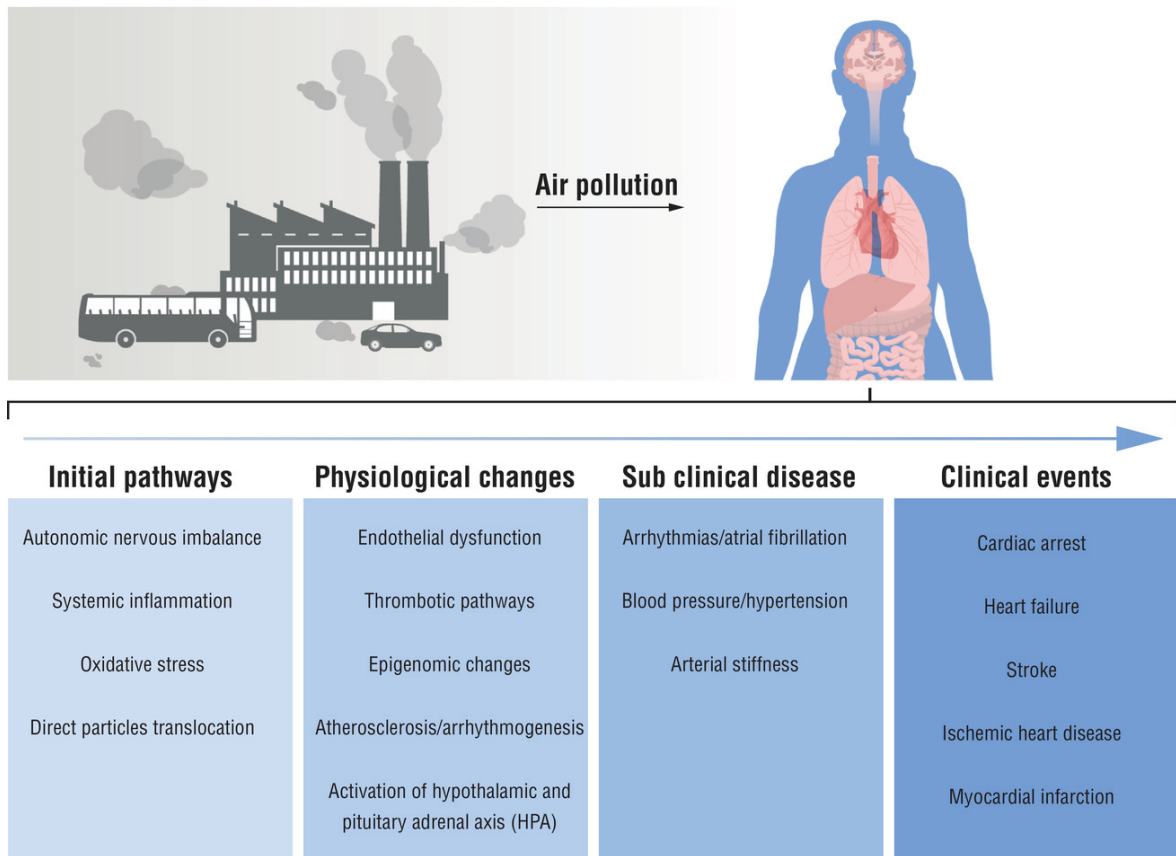 Air pollution
Initial pathways
Autonomic nervous imbalance
Systemic inflammation
Oxidative stress
Direct particles translocation
Physiological changes
Endothelial dysfunction
Thrombotic pathways
Epigenomic changes
Atherosclerosis/arrhythmogenesis
Activation of hypothalamic and
pituitary adrenal axis (HPA)
Sub clinical disease
Arrhythmias/atrial fibrillation
Blood pressure/hypertension
Arterial stiffness
Clinical events
Cardiac arrest
Heart failure
Stroke
Ischemic heart disease
Myocardial infarction